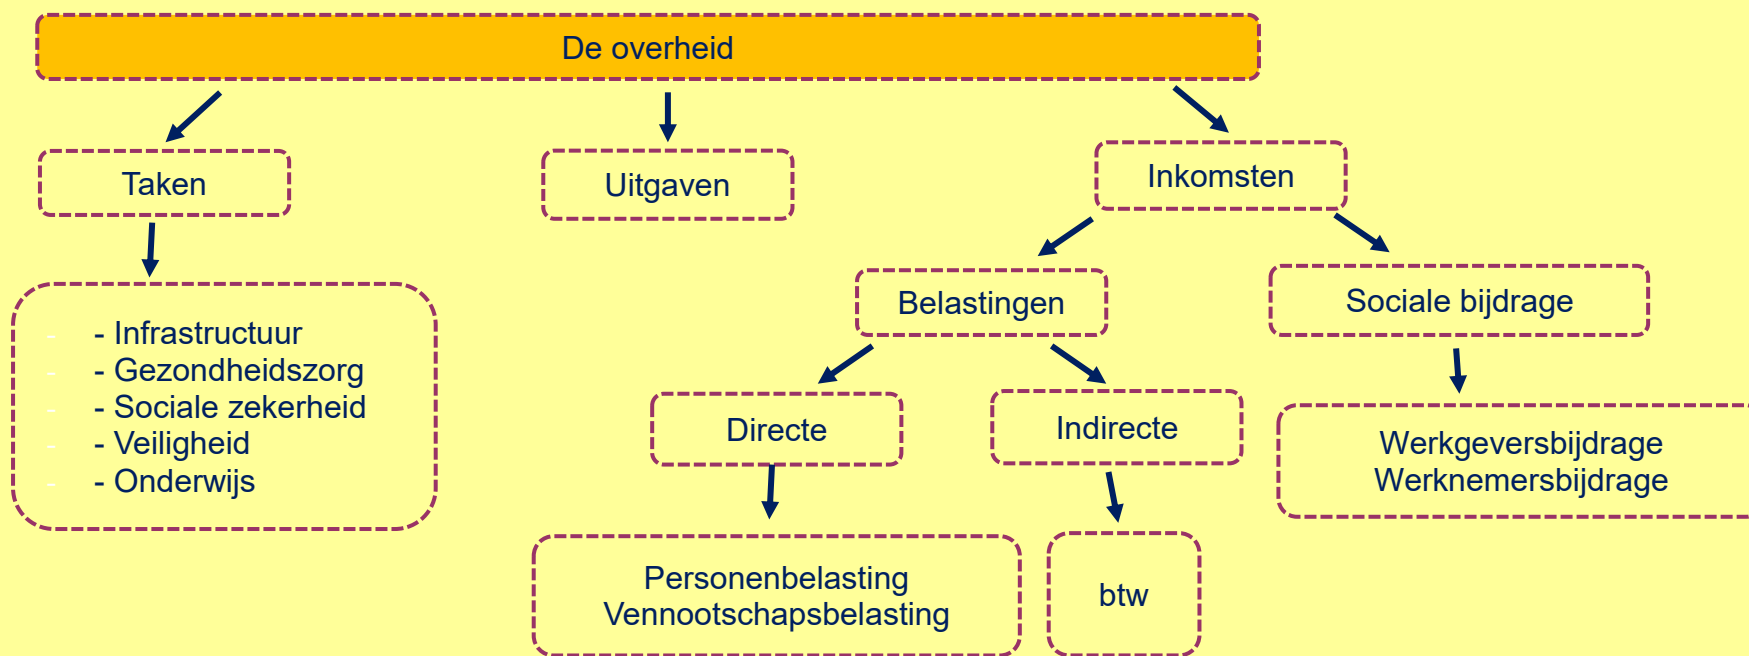 De overheid
Taken
Uitgaven
Inkomsten
Belastingen
Sociale bijdrage
- - Infrastructuur
- - Gezondheidszorg
- - Sociale zekerheid
- - Veiligheid
- - Onderwijs
Directe
Indirecte
Werkgeversbijdrage
Werknemersbijdrage
Personenbelasting
Vennootschapsbelasting
btw